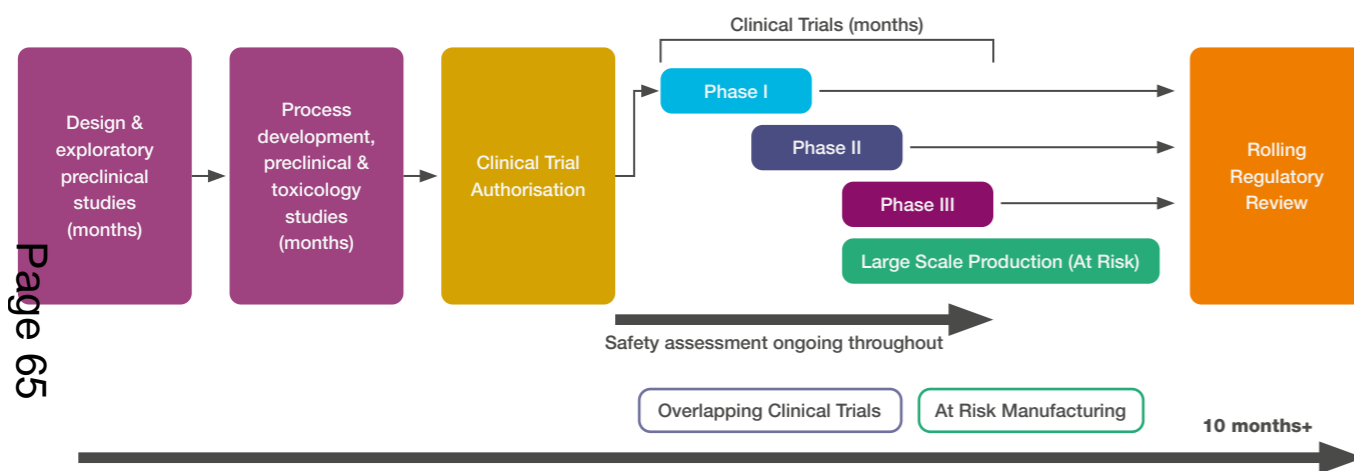 Clinical Trials (months)
Design &
exploratory
preclinical
studies
(months)
Process
development,
preclinical &
toxicology
studies
(months)
Clinical Trial
Authorisation
Phase I
Phase II
Phase III
Large Scale Production (At Risk)
Rolling
Regulatory
Review
Safety assessment ongoing throughout
Overlapping Clinical Trials
At Risk Manufacturing
10 months+
Page 65